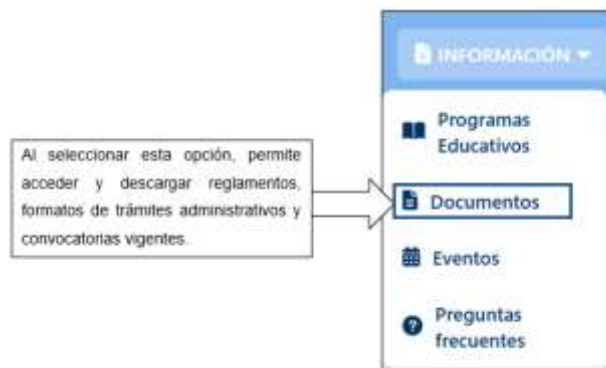 INFORMACIÓN
Programas
Educativos
Al seleccionar esta opción, permite
acceder y descargar reglamentos,
formatos de trámites administrativos y
convocatorias vigentes.
Documentos
Eventos
Preguntas
frecuentes